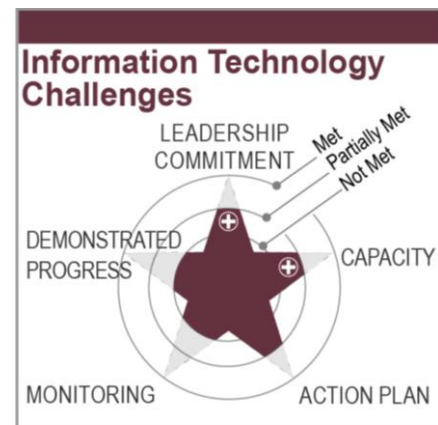 Information Technology
Challenges
LEADERSHIP
COMMITMENT
Met
Partially Met
Not Met
DEMONSTRATED
PROGRESS
CAPACITY
MONITORING
ACTION PLAN